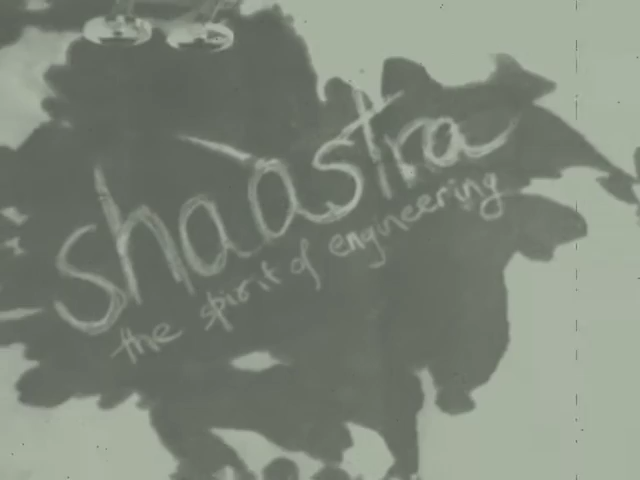 shaastra
the spirit of engineering